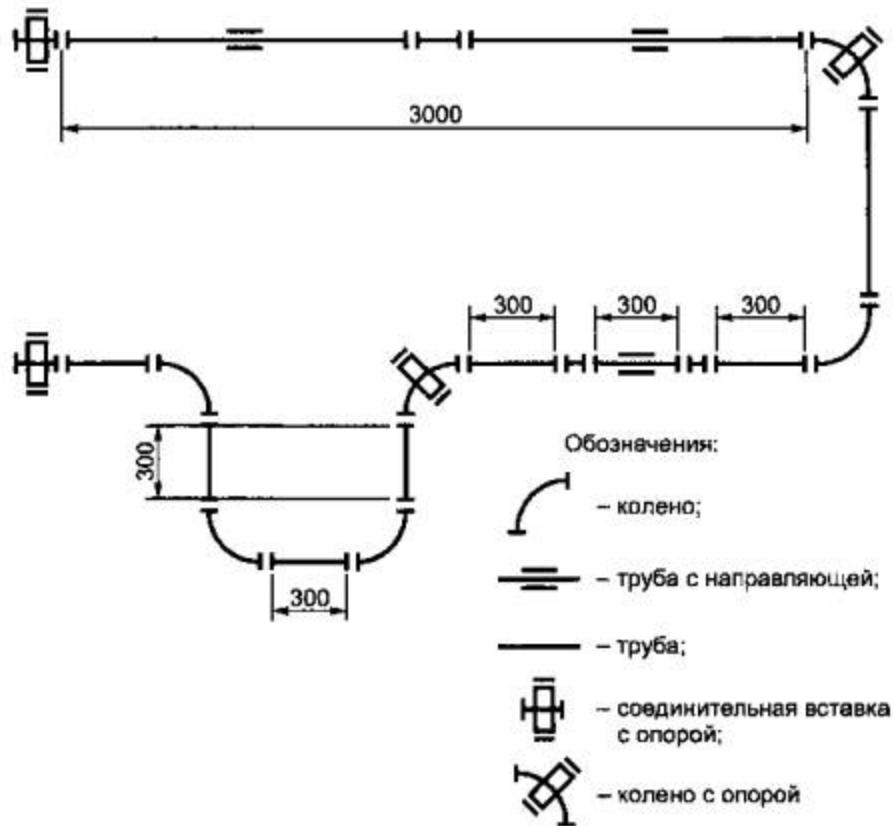 3000
300 300 300
300
300
Обозначения:
– колено;
– труба с направляющей;
– труба;
– соединительная вставка
с опорой;
– колено с опорой